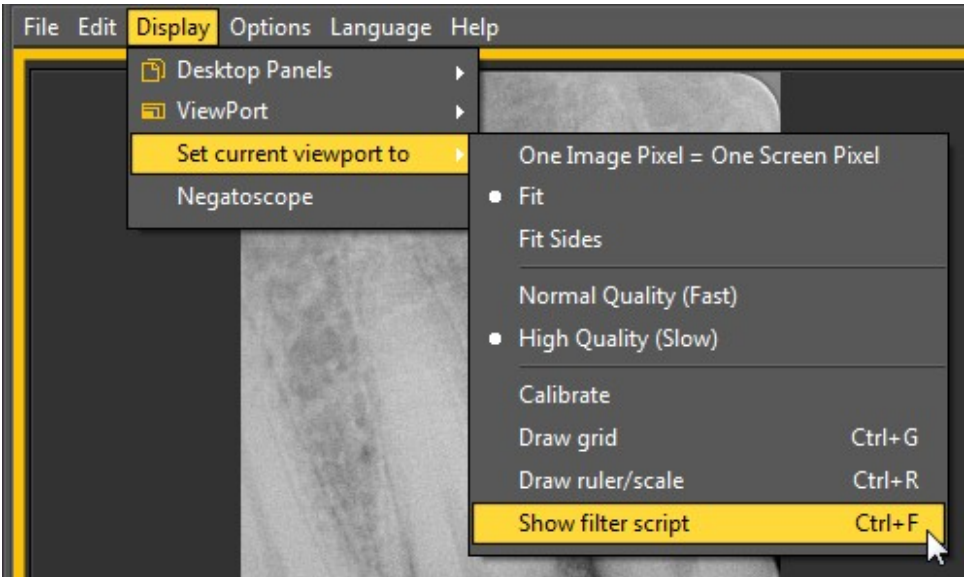 File Edit Display Options Language Help
Desktop Panels
ViewPort
Set current viewport to
Negatoscope
One Image Pixel = One Screen Pixel
Fit
Fit Sides
Normal Quality (Fast)
High Quality (Slow)
Calibrate
Draw grid Ctrl+G
Draw ruler/scale Ctrl+R
Show filter script Ctrl+F